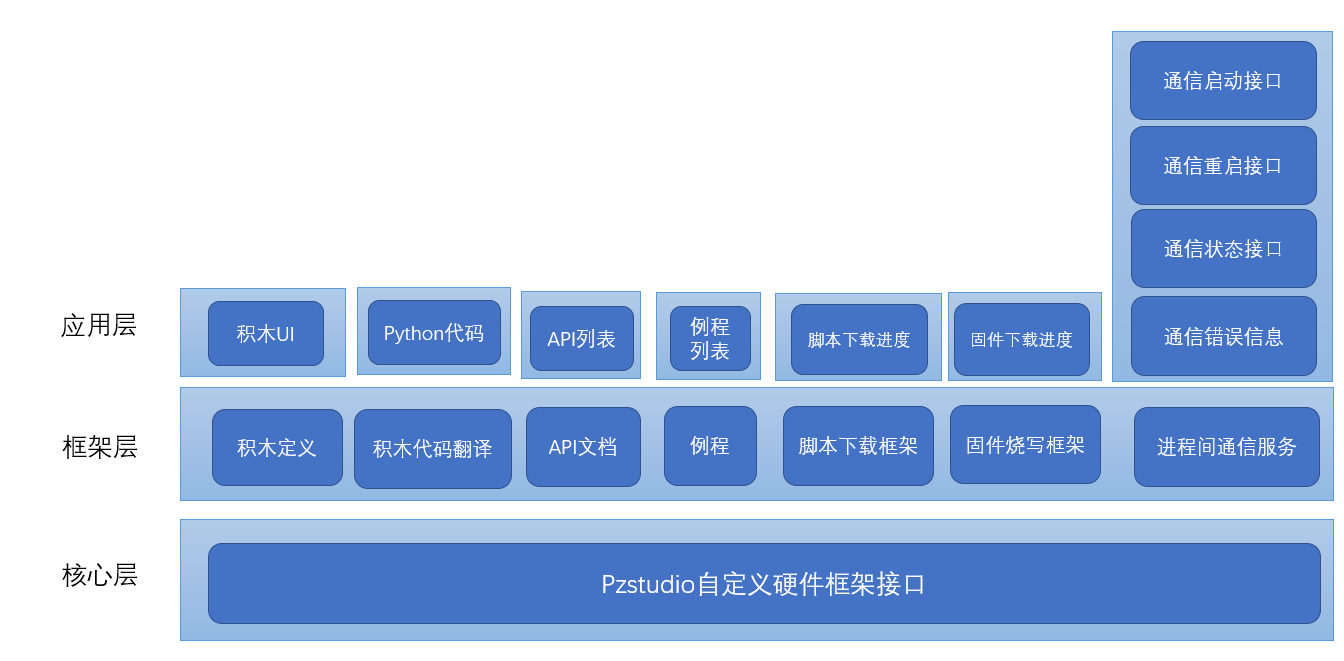 通信启动接口
通信重启接口
通信状态接口
应用层
积木UI
Python代码
API列表
例程
列表
脚本下载进度
固件下载进度
通信错误信息
框架层
积木定义
积木代码翻译
API文档
例程
脚本下载框架
固件烧写框架
进程间通信服务
核心层
Pzstudio自定义硬件框架接口